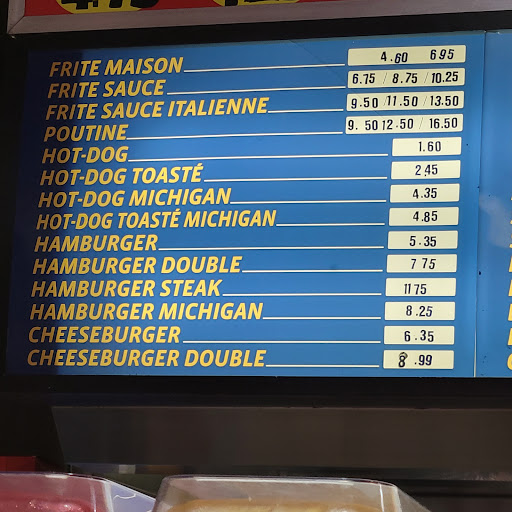 FRITE MAISON 4.60 6.95
FRITE SAUCE 6.75 / 8.75 / 10.25
FRITE SAUCE ITALIENNE 9.50 / 11.50 / 13.50
POUTINE 9.50 12.50 / 16.50
HOT-DOG 1.60
HOT-DOG TOASTÉ 2.45
HOT-DOG MICHIGAN 4.35
HOT-DOG TOASTÉ MICHIGAN 4.85
HAMBURGER 5.35
HAMBURGER DOUBLE 7 75
HAMBURGER STEAK 11 75
HAMBURGER MICHIGAN 8.25
CHEESEBURGER 6.35
CHEESEBURGER DOUBLE 8.99